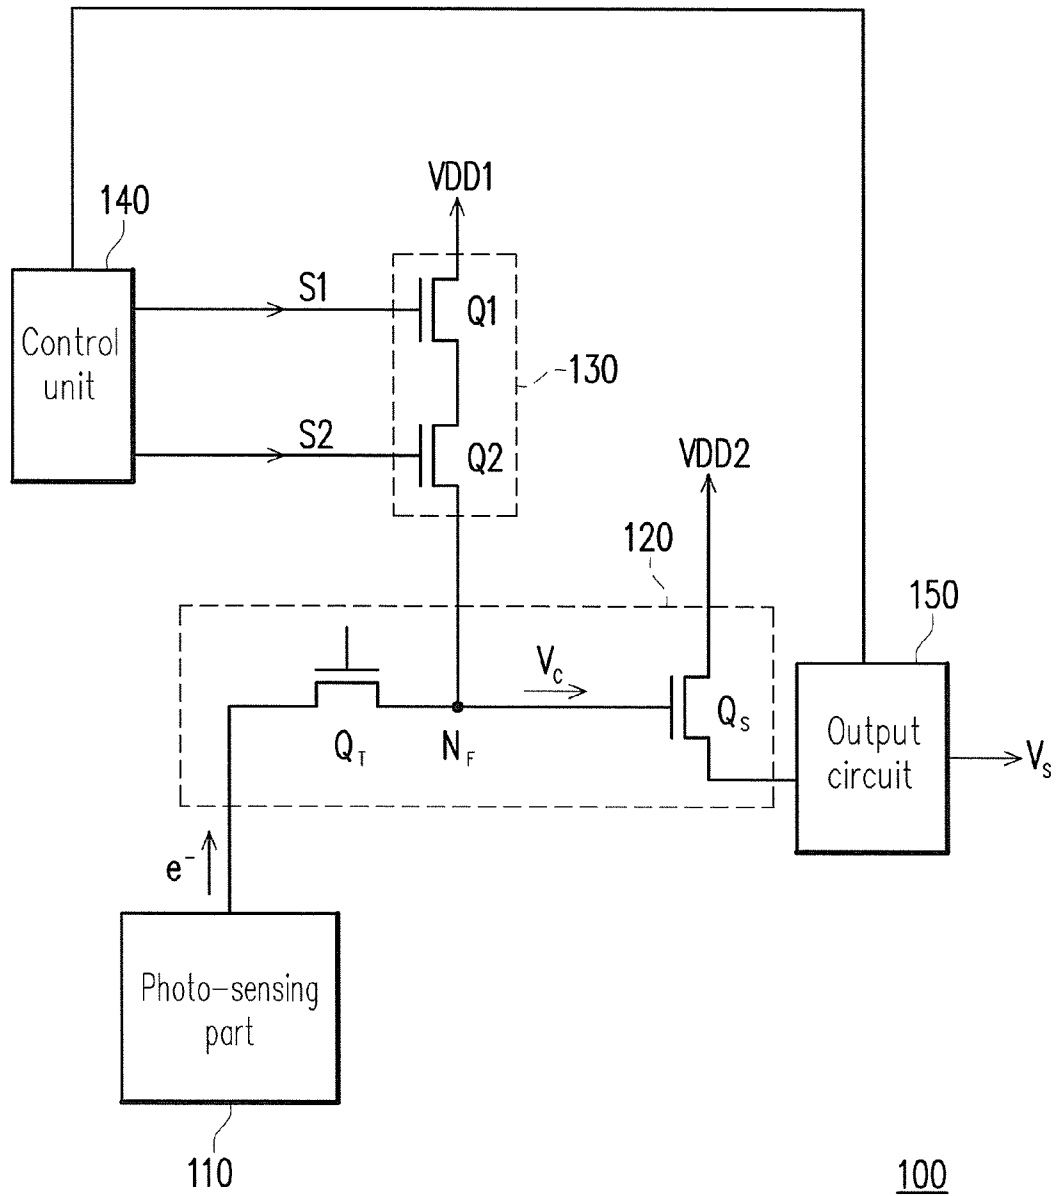 VDD1
140
S1
Q1
Control
unit
130
S2
Q2
VDD2
120
150
Vc
Qs
Output
circuit
Vs
QT
NF
e-
Photo-sensing
part
110
100